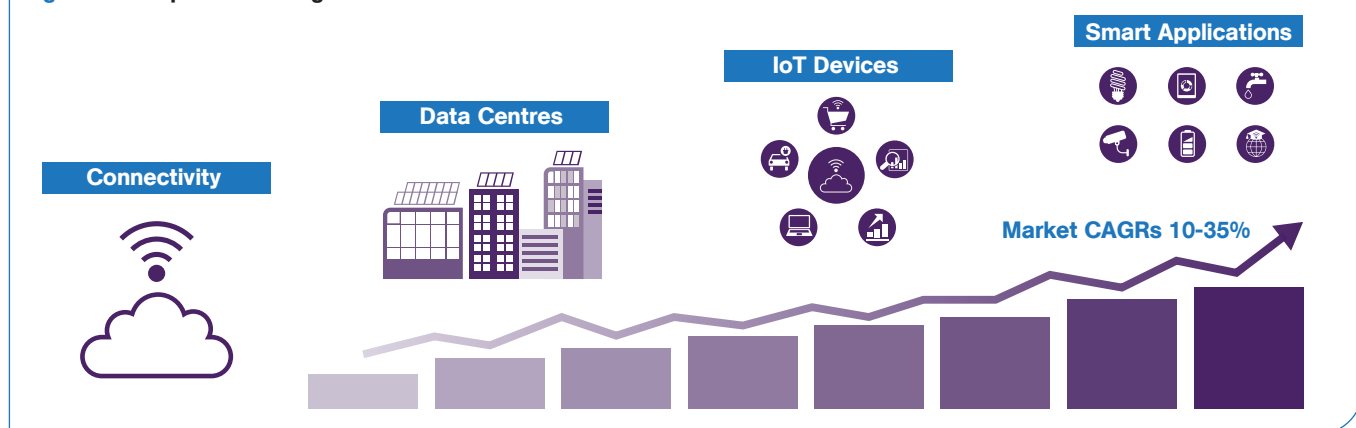 Connectivity
Data Centres
IoT Devices
Smart Applications
Market CAGRs 10-35%